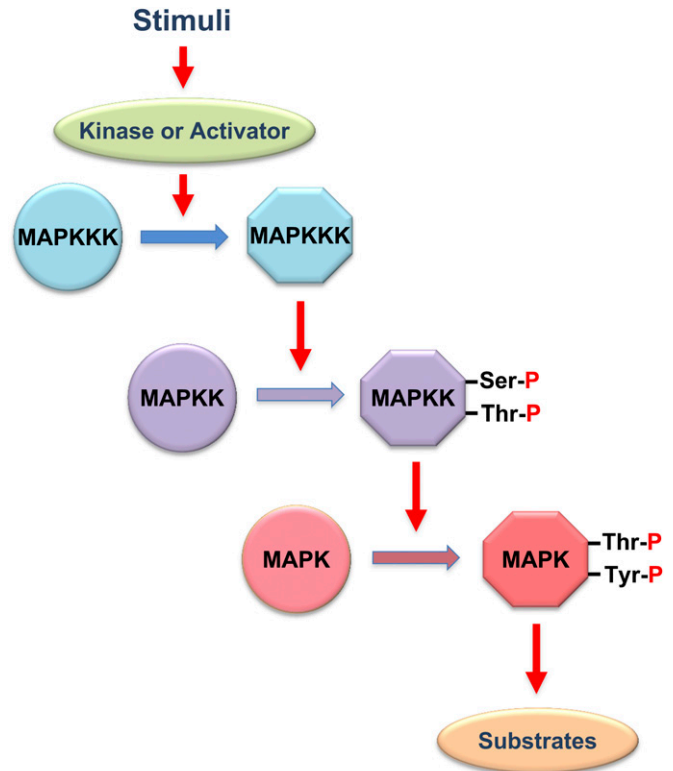 Stimuli
Kinase or Activator
MAPKKK
MAPKKK
MAPKK
MAPKK
Ser-P
Thr-P
MAPK
MAPK
Thr-P
Tyr-P
Substrates